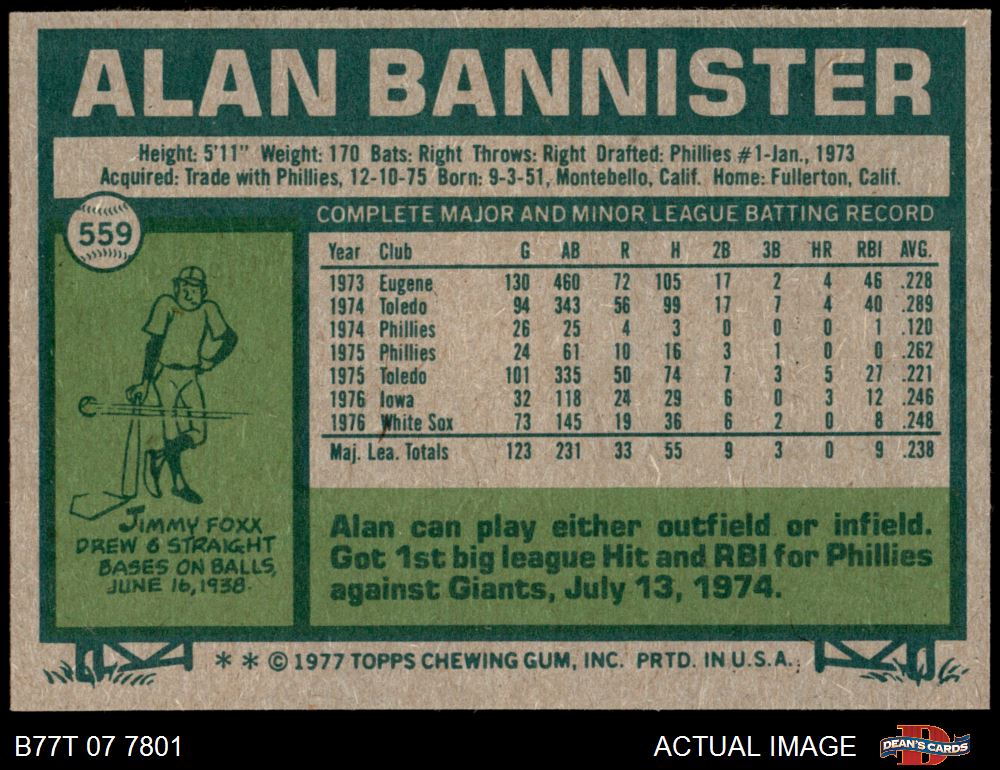 ALAN BANNISTER
Height: 5'11" Weight: 170 Bats: Right Throws: Right Drafted: Phillies #1-Jan., 1973
Acquired: Trade with Phillies, 12-10-75 Born: 9-3-51, Montebello, Calif. Home: Fullerton, Calif.
559
COMPLETE MAJOR AND MINOR LEAGUE BATTING RECORD
Year Club G AB R H 2B 3B HR RBI AVG.
1973 Eugene 130 460 72 105 17 2 4 46 .228
1974 Toledo 94 343 56 99 17 7 4 40 .289
1974 Phillies 26 25 4 3 0 0 0 1 .120
1975 Phillies 24 61 10 16 3 1 0 0 .262
1975 Toledo 101 335 50 74 7 3 5 27 .221
1976 Iowa 32 118 24 29 6 0 3 12 .246
1976 White Sox 73 145 19 36 6 2 0 8 .248
Maj. Lea. Totals 123 231 33 55 9 3 0 9 .238
JIMMY FOXX
DREW 6 STRAIGHT
BASES ON BALLS,
JUNE 16, 1938.
Alan can play either outfield or infield.
Got 1st big league Hit and RBI for Phillies
against Giants, July 13, 1974.
* * © 1977 TOPPS CHEWING GUM, INC. PRTD. IN U.S.A.
B77T 07 7801
ACTUAL IMAGE
D
DEAN'S CARDS